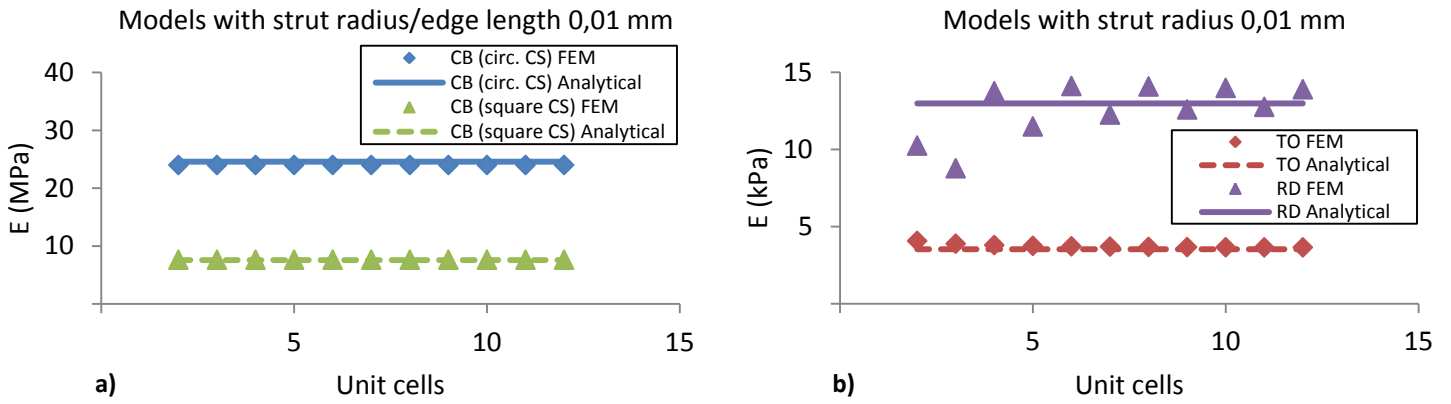 Models with strut radius/edge length 0,01 mm
CB (circ. CS) FEM
CB (circ. CS) Analytical
CB (square CS) FEM
CB (square CS) Analytical
E (MPa)
40
30
20
10
5
10
15
a)
Unit cells
Models with strut radius 0,01 mm
TO FEM
TO Analytical
RD FEM
RD Analytical
E (kPa)
15
10
5
0
5
10
15
b)
Unit cells